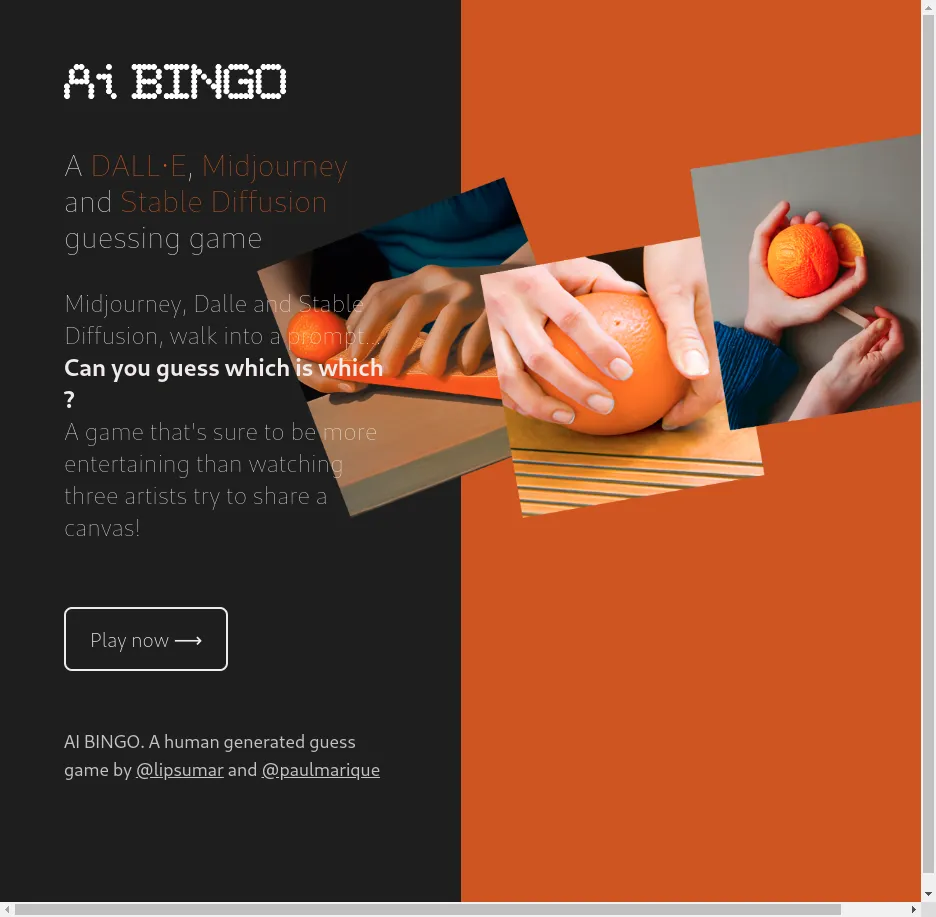 Ai BINGO
A DALL·E, Midjourney
and Stable Diffusion
guessing game
Midjourney, Dalle and Stable
Diffusion, walk into a prompt...
Can you guess which is which
?
A game that's sure to be more
entertaining than watching
three artists try to share a
canvas!
Play now ⟶
AI BINGO. A human generated guess
game by @lipsumar and @paulmarique